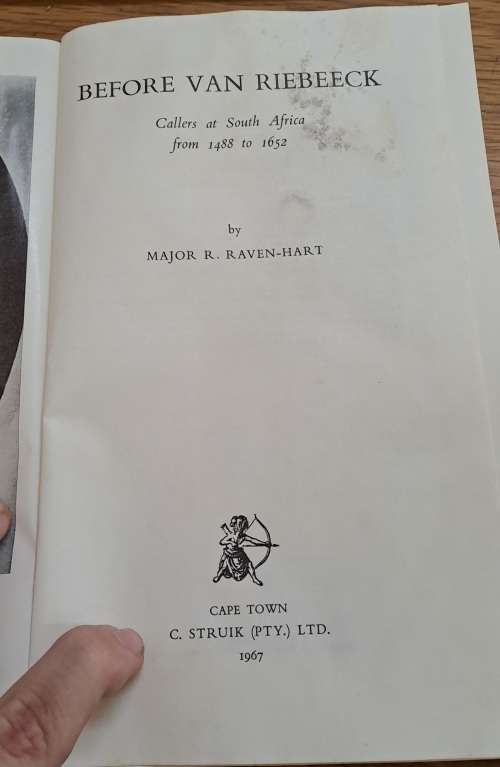 BEFORE VAN RIEBEECK
Callers at South Africa
from 1488 to 1652
by
MAJOR R. RAVEN-HART
CAPE TOWN
C. STRUIK (PTY.) LTD.
1967